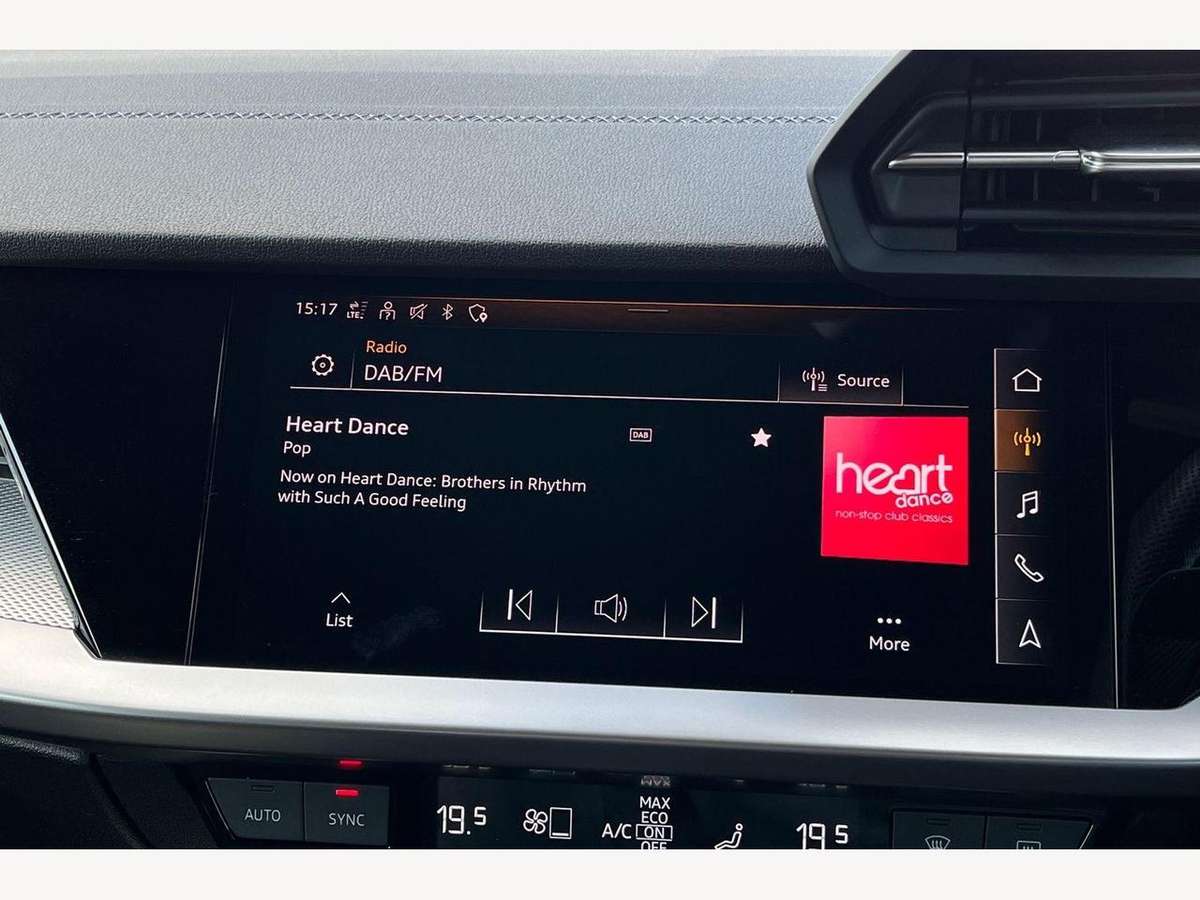 15:17 LTE
Radio
DAB/FM
Source
Heart Dance
DAB
Pop
Now on Heart Dance: Brothers in Rhythm
with Such A Good Feeling
heart
dance
non-stop club classics
List
More
AUTO
SYNC
19.5
A/C
MAX
ECO
ON
OFF
19.5